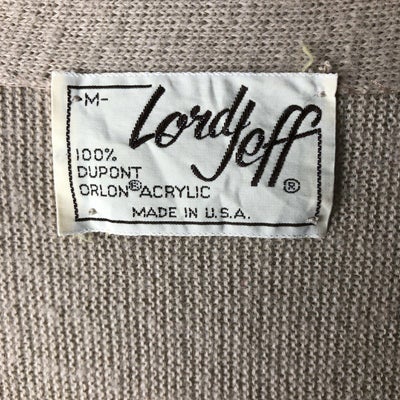 -M-
Lord Jeff®
100%
DUPONT
ORLON® ACRYLIC
MADE IN U.S.A.